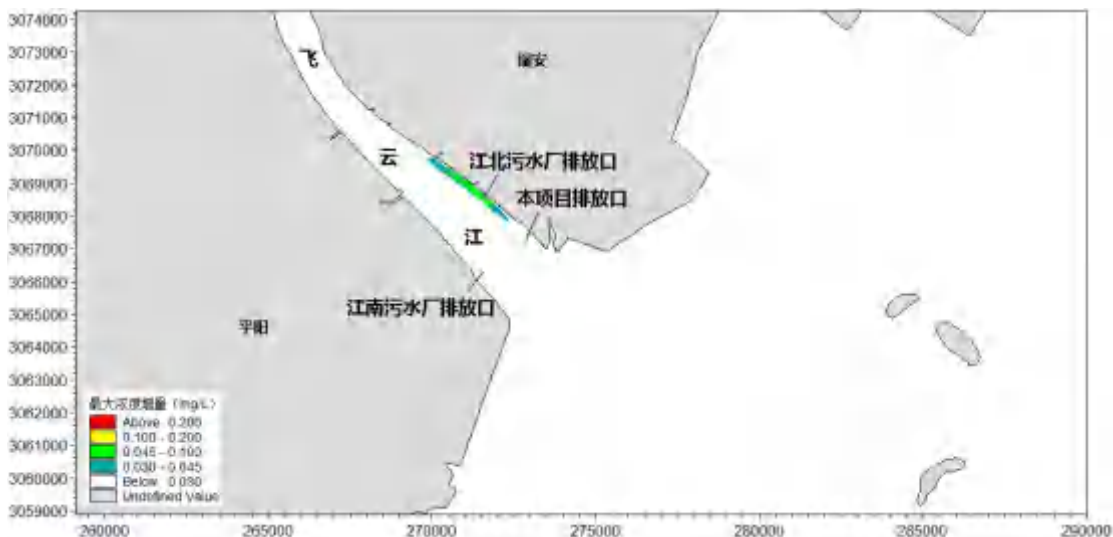 3074000
3073000
3072000
3071000
3070000
3069000
3068000
3067000
3066000
3065000
3064000
3063000
3062000
3061000
3060000
3059000
飞
瑞安
云
江北污水厂排放口
本项目排放口
江
江南污水厂排放口
平阳
最大浓度增量（mg/L）
Above 0.200
0.100 - 0.200
0.045 - 0.100
0.030 - 0.045
Below 0.030
Undefined Value
260000 265000 270000 275000 280000 285000 290000